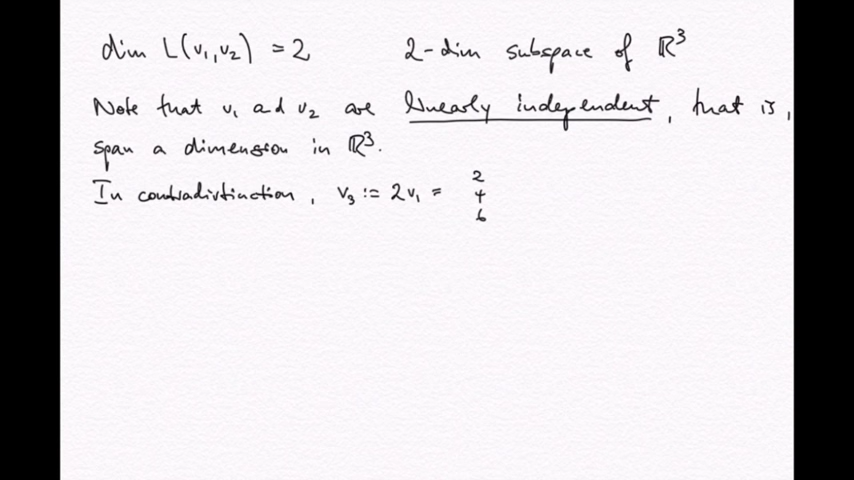 dim L(v₁,v₂) = 2 2-dim subspace of ℝ³
Note that v₁ and v₂ are linearly independent, that is,
span a dimension in ℝ³.
In contradistinction, v₃ := 2v₁ = 2
4
6